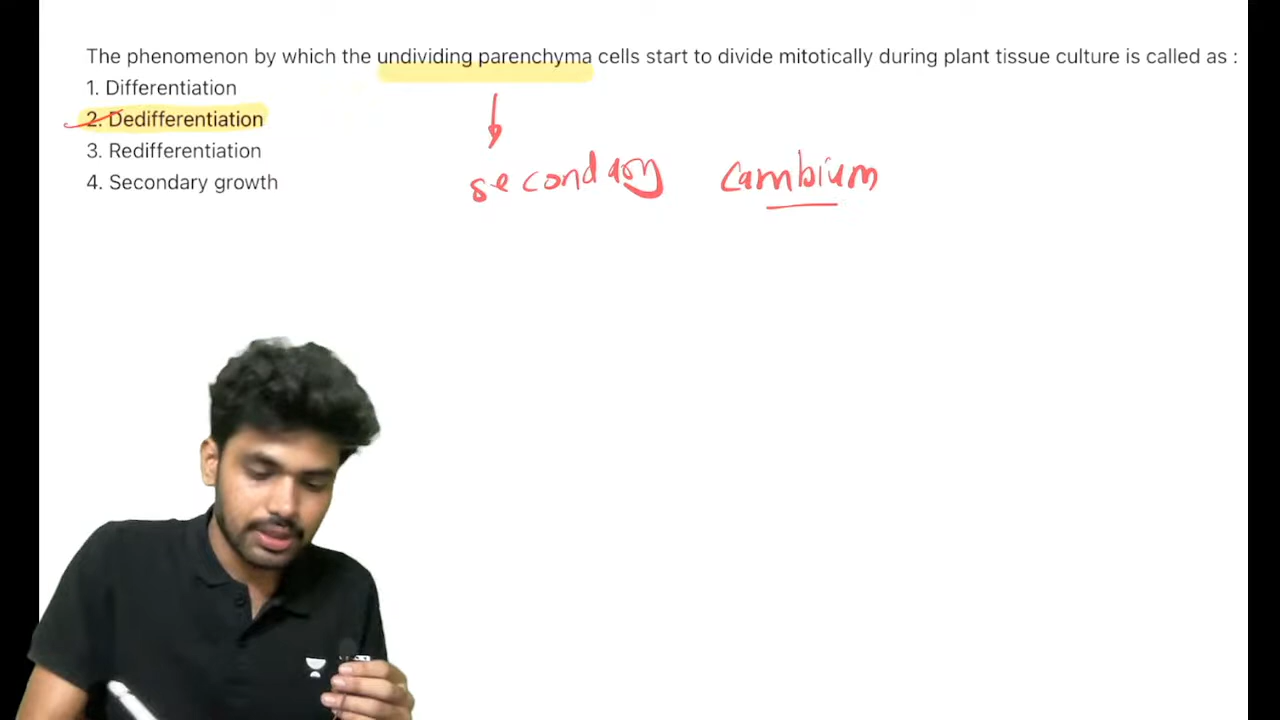 The phenomenon by which the undividing parenchyma cells start to divide mitotically during plant tissue culture is called as :
1. Differentiation
2. Dedifferentiation
3. Redifferentiation
4. Secondary growth
secondary cambium